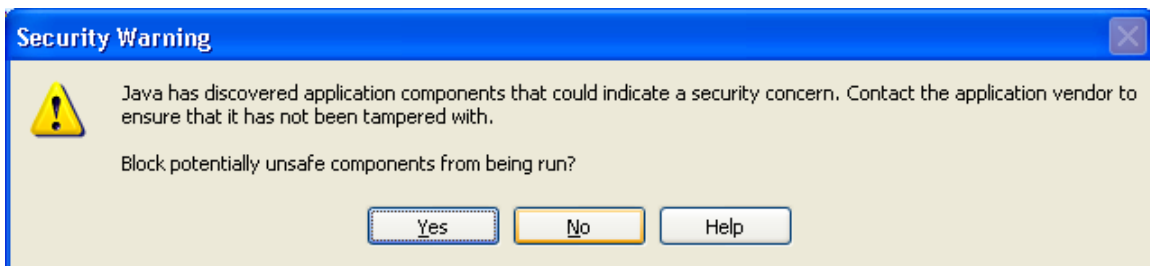 Security Warning
Java has discovered application components that could indicate a security concern. Contact the application vendor to
ensure that it has not been tampered with.
Block potentially unsafe components from being run?
Yes No Help